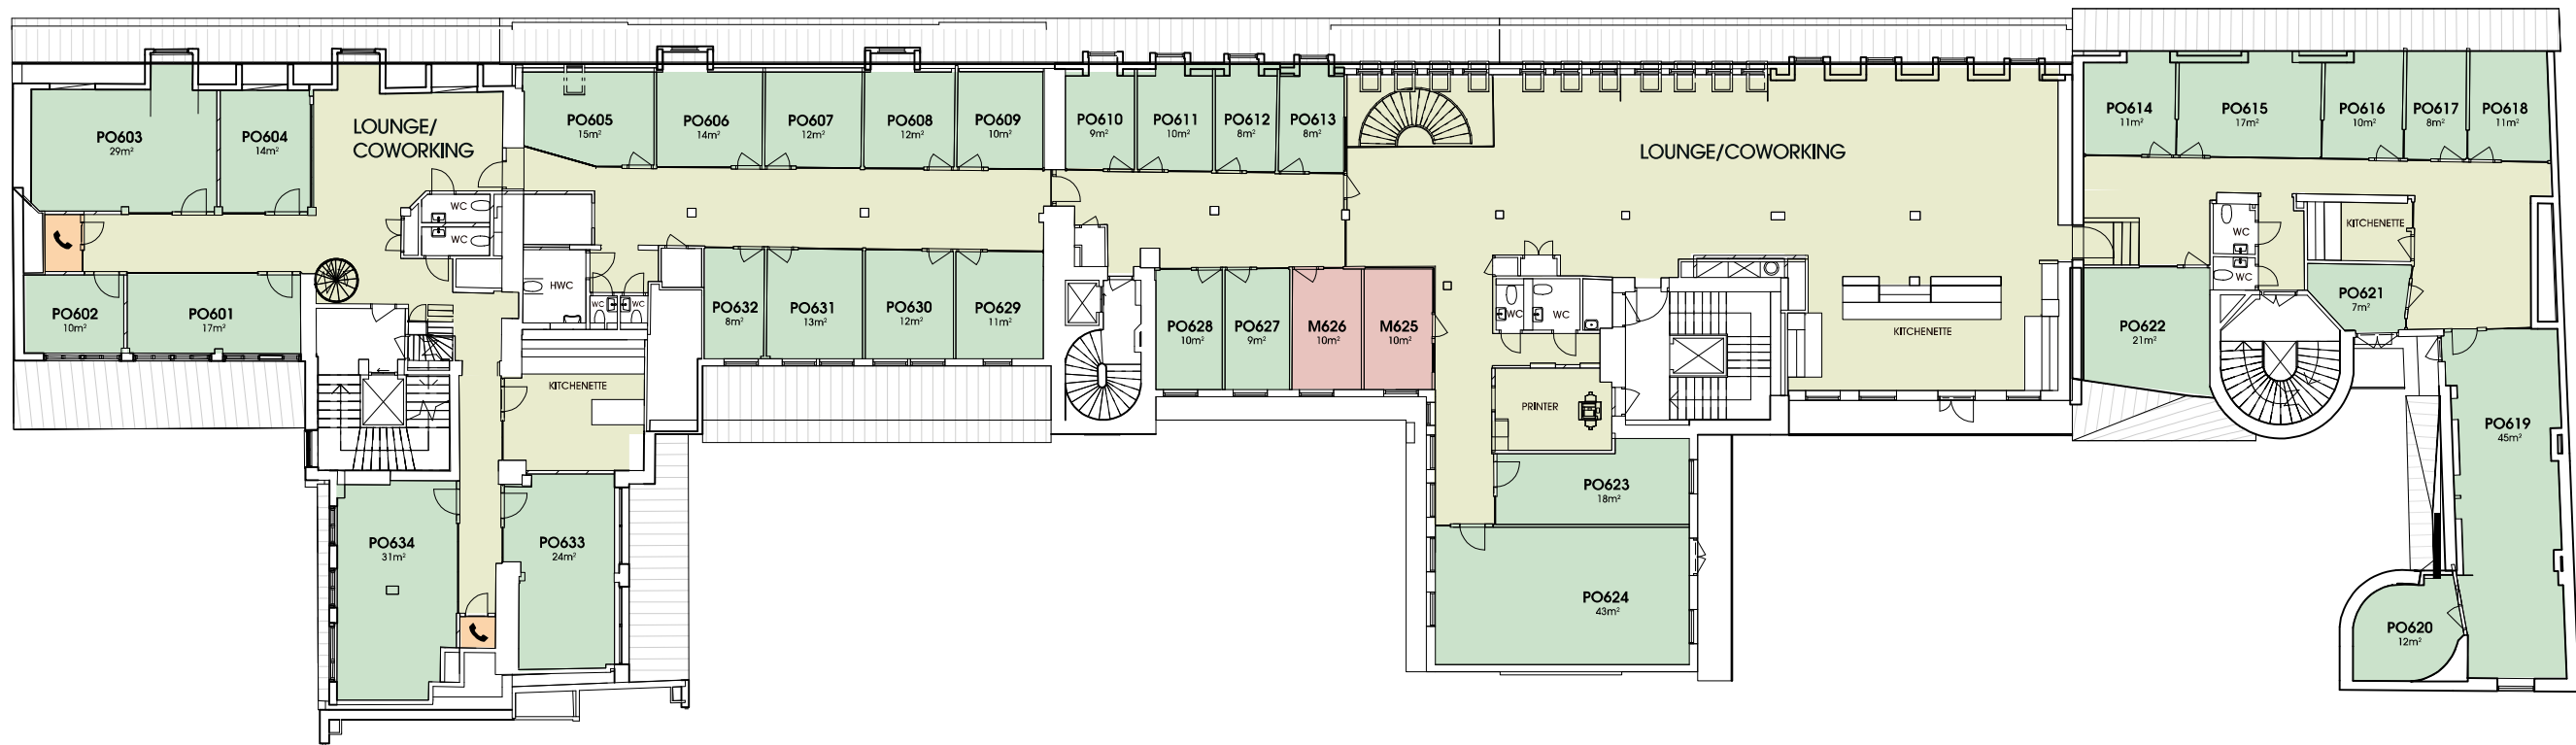 PO603
29m²
PO604
14m²
LOUNGE/
COWORKING
PO605
15m²
PO606
14m²
PO607
12m²
PO608
12m²
PO609
10m²
PO610
9m²
PO611
10m²
PO612
8m²
PO613
8m²
LOUNGE/COWORKING
PO614
11m²
PO615
17m²
PO616
10m²
PO617
8m²
PO618
11m²
WC
WC
KITCHENETTE
WC
WC
HWC
WC
WC
PO602
10m²
PO601
17m²
PO632
8m²
PO631
13m²
PO630
12m²
PO629
11m²
PO628
10m²
PO627
9m²
M626
10m²
M625
10m²
WC
WC
KITCHENETTE
PO621
7m²
PO622
21m²
KITCHENETTE
PRINTER
PO619
45m²
PO623
18m²
PO634
31m²
PO633
24m²
PO624
43m²
PO620
12m²